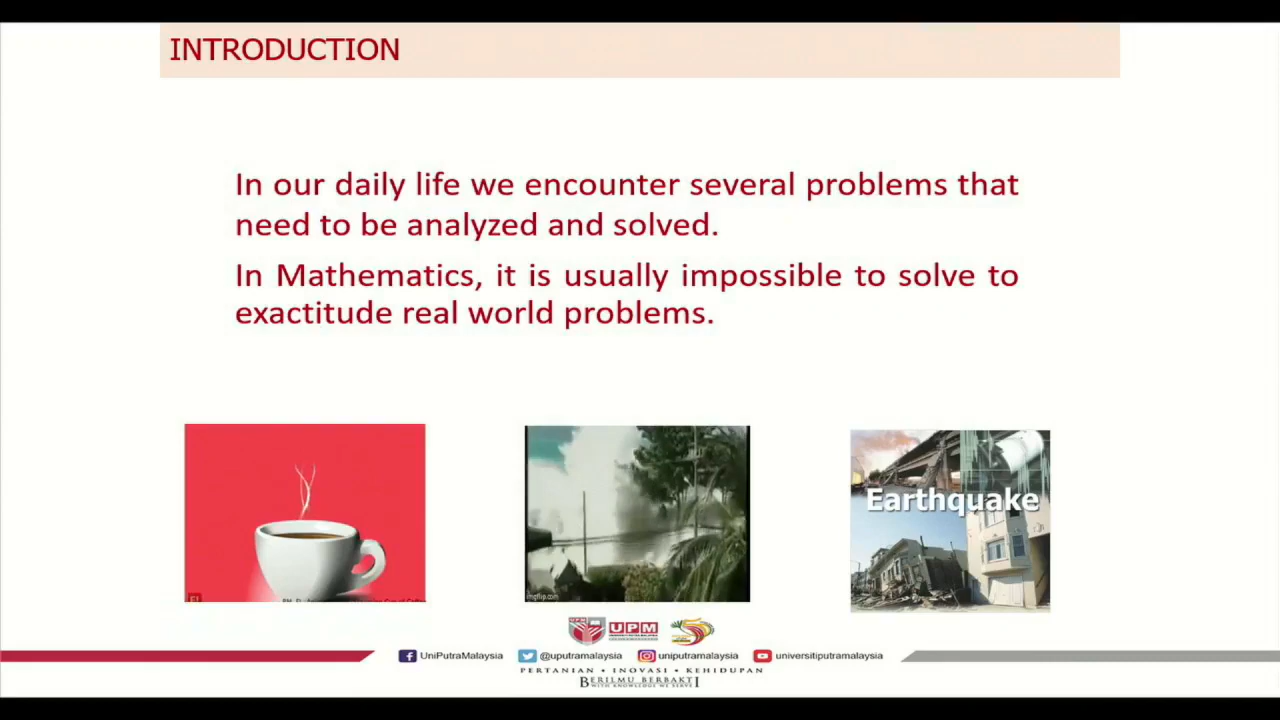 INTRODUCTION
In our daily life we encounter several problems that
need to be analyzed and solved.
In Mathematics, it is usually impossible to solve to
exactitude real world problems.
Earthquake
imgflip.com
UPM
UniPutraMalaysia
@uputramalaysia
uniputramalaysia
universitiputramalaysia
PERTANIAN • INOVASI • KEHIDUPAN
BERILMU BERBAKTI
WITH KNOWLEDGE WE SERVE